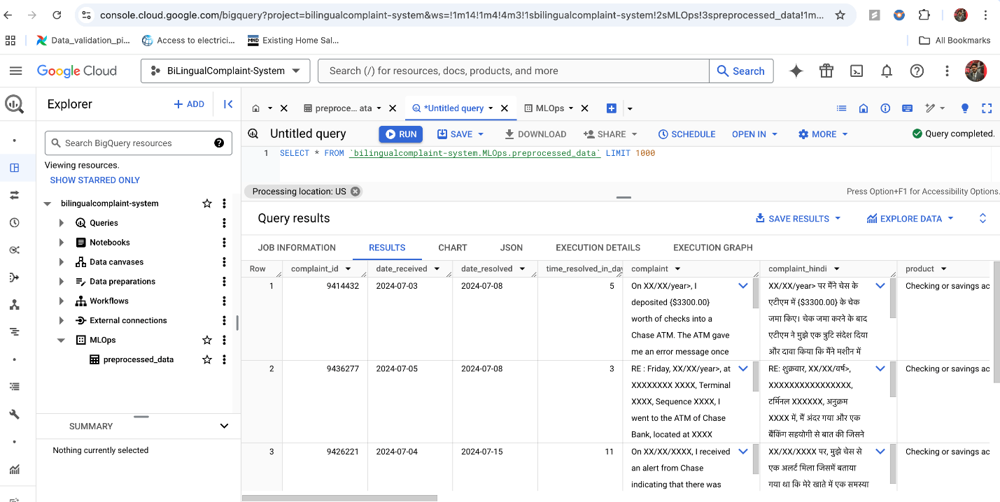 console.cloud.google.com/bigquery?project=bilingualcomplaint-system&ws=!1m14!1m4!4m3!1sbilingualcomplaint-system!2sMLOps!3spreprocessed_data!1m...
Data_validation_pi...
Access to electrici...
MND
Existing Home Sal...
All Bookmarks
Google Cloud
BiLingualComplaint-System
Search (/) for resources, docs, products, and more
Search
Explorer
+ ADD
preproce... ata
*Untitled query
MLOps
Search BigQuery resources
Viewing resources.
SHOW STARRED ONLY
bilingualcomplaint-system
Queries
Notebooks
Data canvases
Data preparations
Workflows
External connections
MLOps
preprocessed_data
SUMMARY
Nothing currently selected
Untitled query
RUN
SAVE
DOWNLOAD
SHARE
SCHEDULE
OPEN IN
MORE
Query completed.
1 SELECT * FROM `bilingualcomplaint-system.MLOps.preprocessed_data` LIMIT 1000
Processing location: US
Press Option+F1 for Accessibility Options.
Query results
SAVE RESULTS
EXPLORE DATA
JOB INFORMATION
RESULTS
CHART
JSON
EXECUTION DETAILS
EXECUTION GRAPH
Row
complaint_id
date_received
date_resolved
time_resolved_in_day
complaint
complaint_hindi
product
1
9414432
2024-07-03
2024-07-08
5
On XX/XX/year>, I
deposited {$3300.00}
worth of checks into a
Chase ATM. The ATM gave
me an error message once
XX/XX/year> पर मैंने चेस के
एटीएम में {$3300.00} के चेक
जमा किए। चेक जमा करने के बाद
एटीएम ने मुझे एक त्रुटि संदेश दिया
और दावा किया कि मैंने मशीन में
Checking or savings ac
2
9436277
2024-07-05
2024-07-08
3
RE : Friday, XX/XX/year>, at
XXXXXXXX XXXX, Terminal
XXXX, Sequence XXXX, I
went to the ATM of Chase
Bank, located at XXXX
RE: शुक्रवार, XX/XX/वर्ष>,
XXXXXXXXXXXXXXXX,
टर्मिनल XXXXXX, अनुक्रम
XXXX में, मैं अंदर गया और एक
बैंकिंग सहयोगी से बात की जिसने
Checking or savings ac
3
9426221
2024-07-04
2024-07-15
11
On XX/XX/XXXX, I received
an alert from Chase
indicating that there was
XX/XX/XXXX पर, मुझे चेस से
एक अलर्ट मिला जिसमें बताया
गया था कि मेरे खाते में एक समस्या
Checking or savings ac